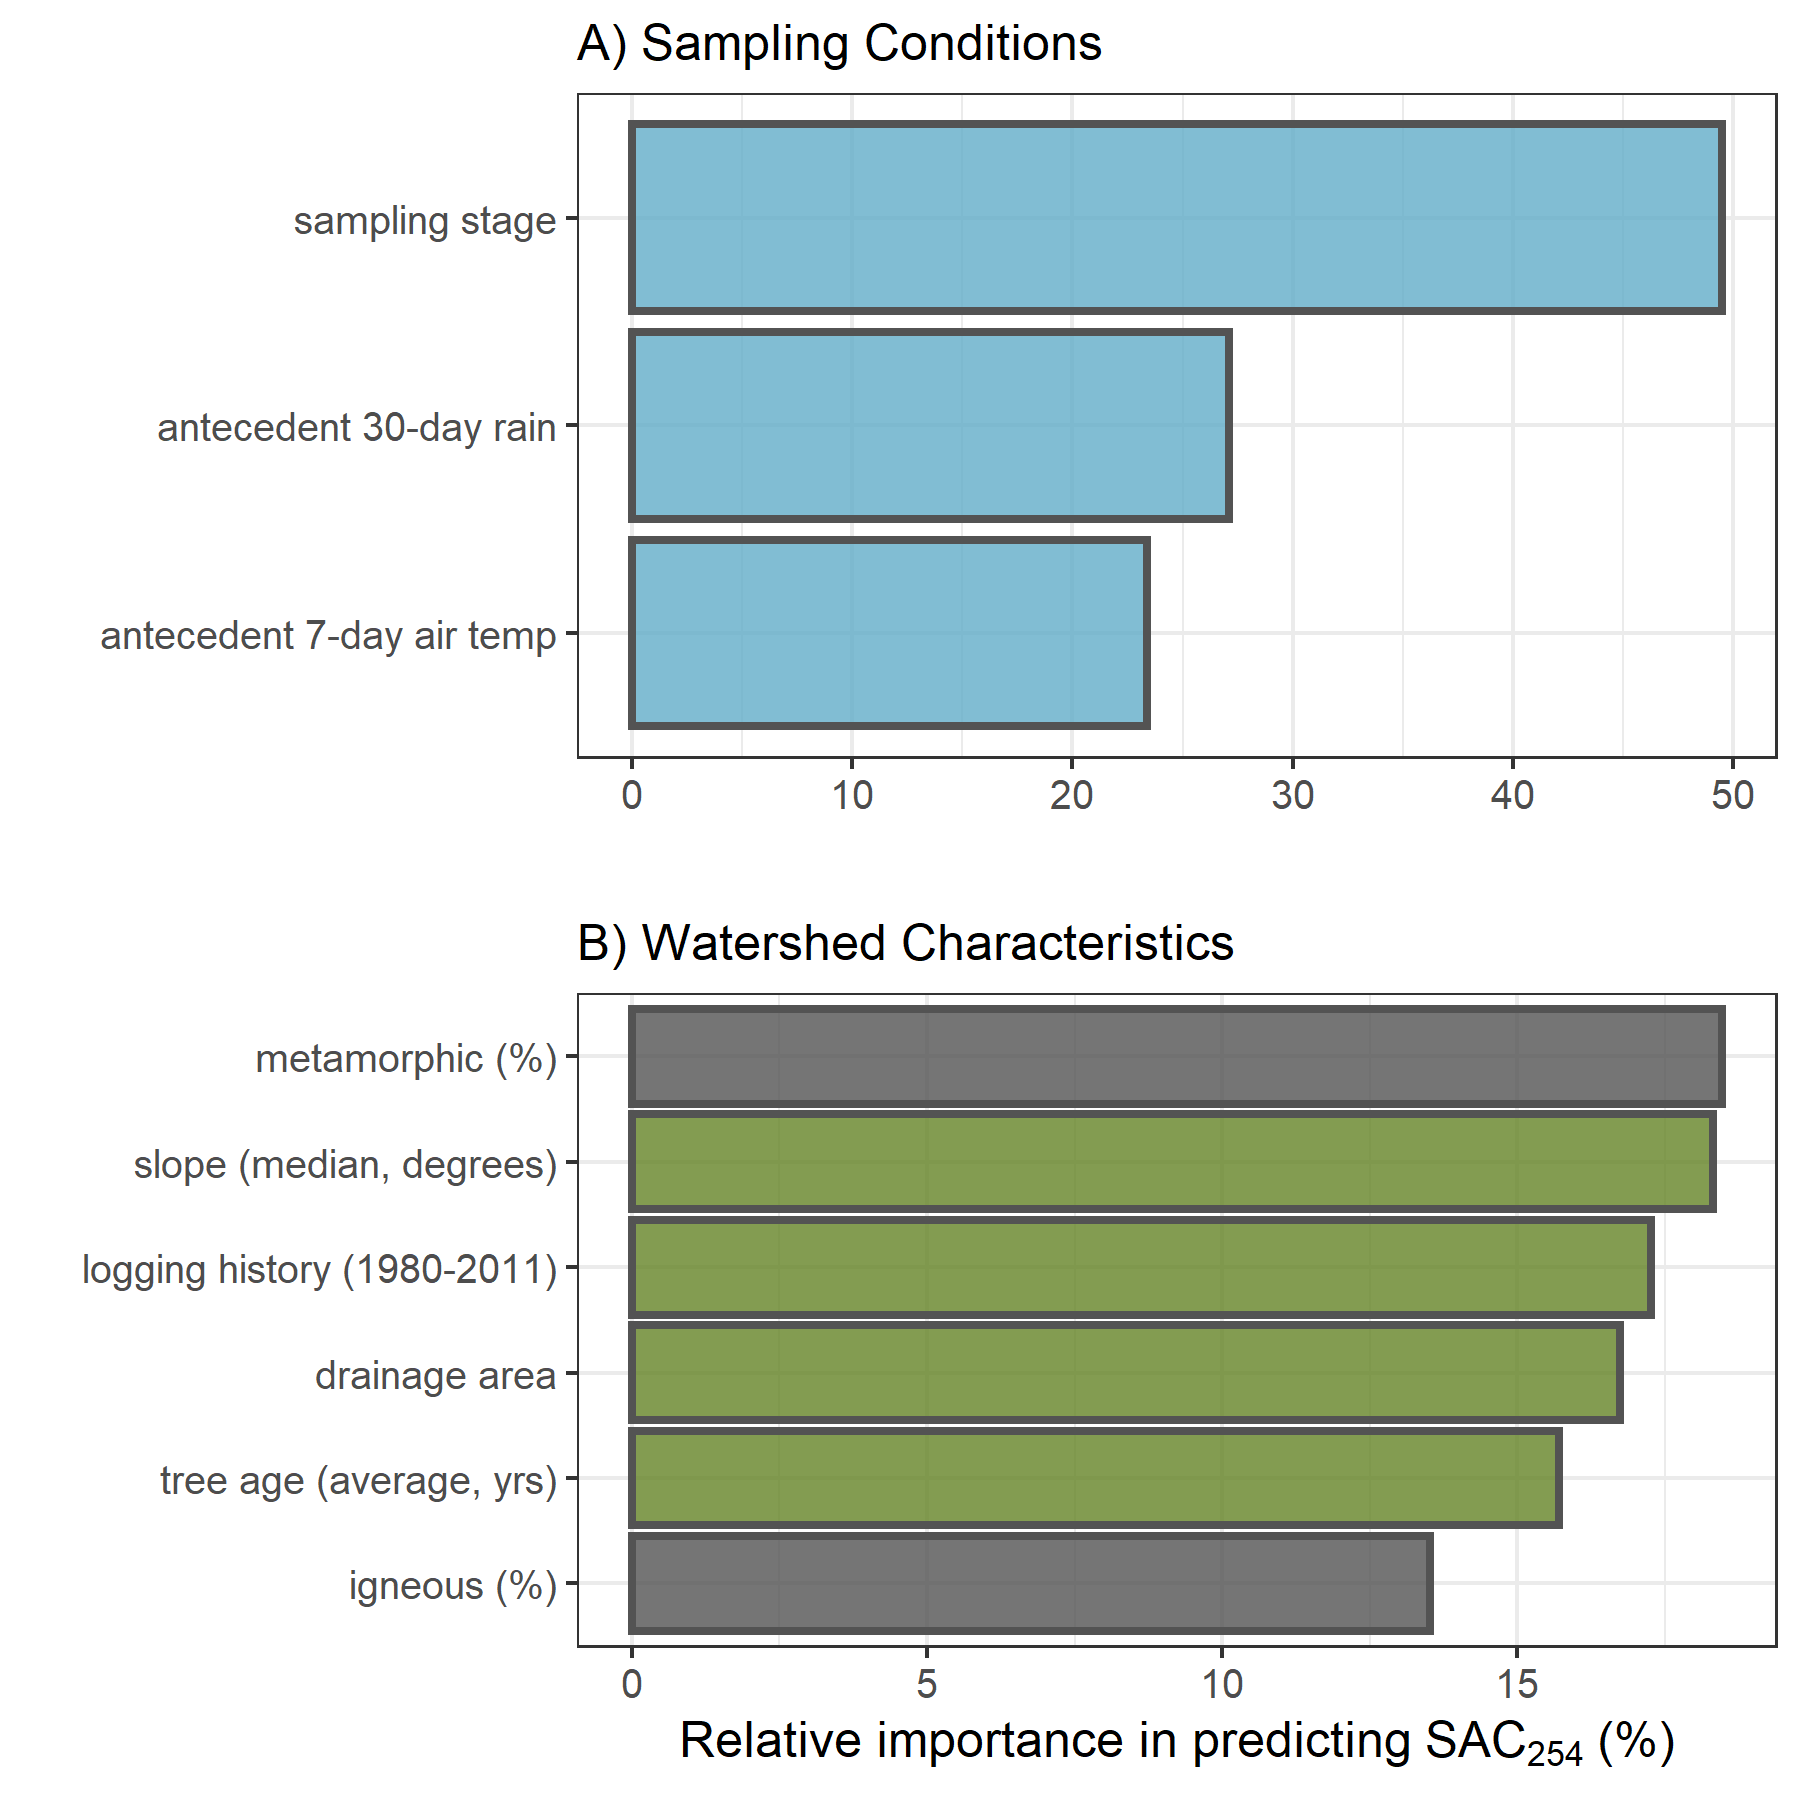 A) Sampling Conditions
sampling stage
antecedent 30-day rain
antecedent 7-day air temp
0 10 20 30 40 50
B) Watershed Characteristics
metamorphic (%)
slope (median, degrees)
logging history (1980-2011)
drainage area
tree age (average, yrs)
igneous (%)
0 5 10 15
Relative importance in predicting SAC₂₅₄ (%)